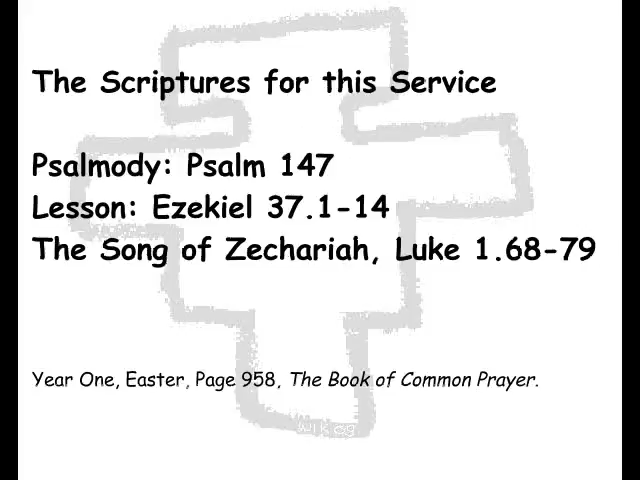 The Scriptures for this Service
Psalmody: Psalm 147
Lesson: Ezekiel 37.1-14
The Song of Zechariah, Luke 1.68-79
Year One, Easter, Page 958, The Book of Common Prayer.